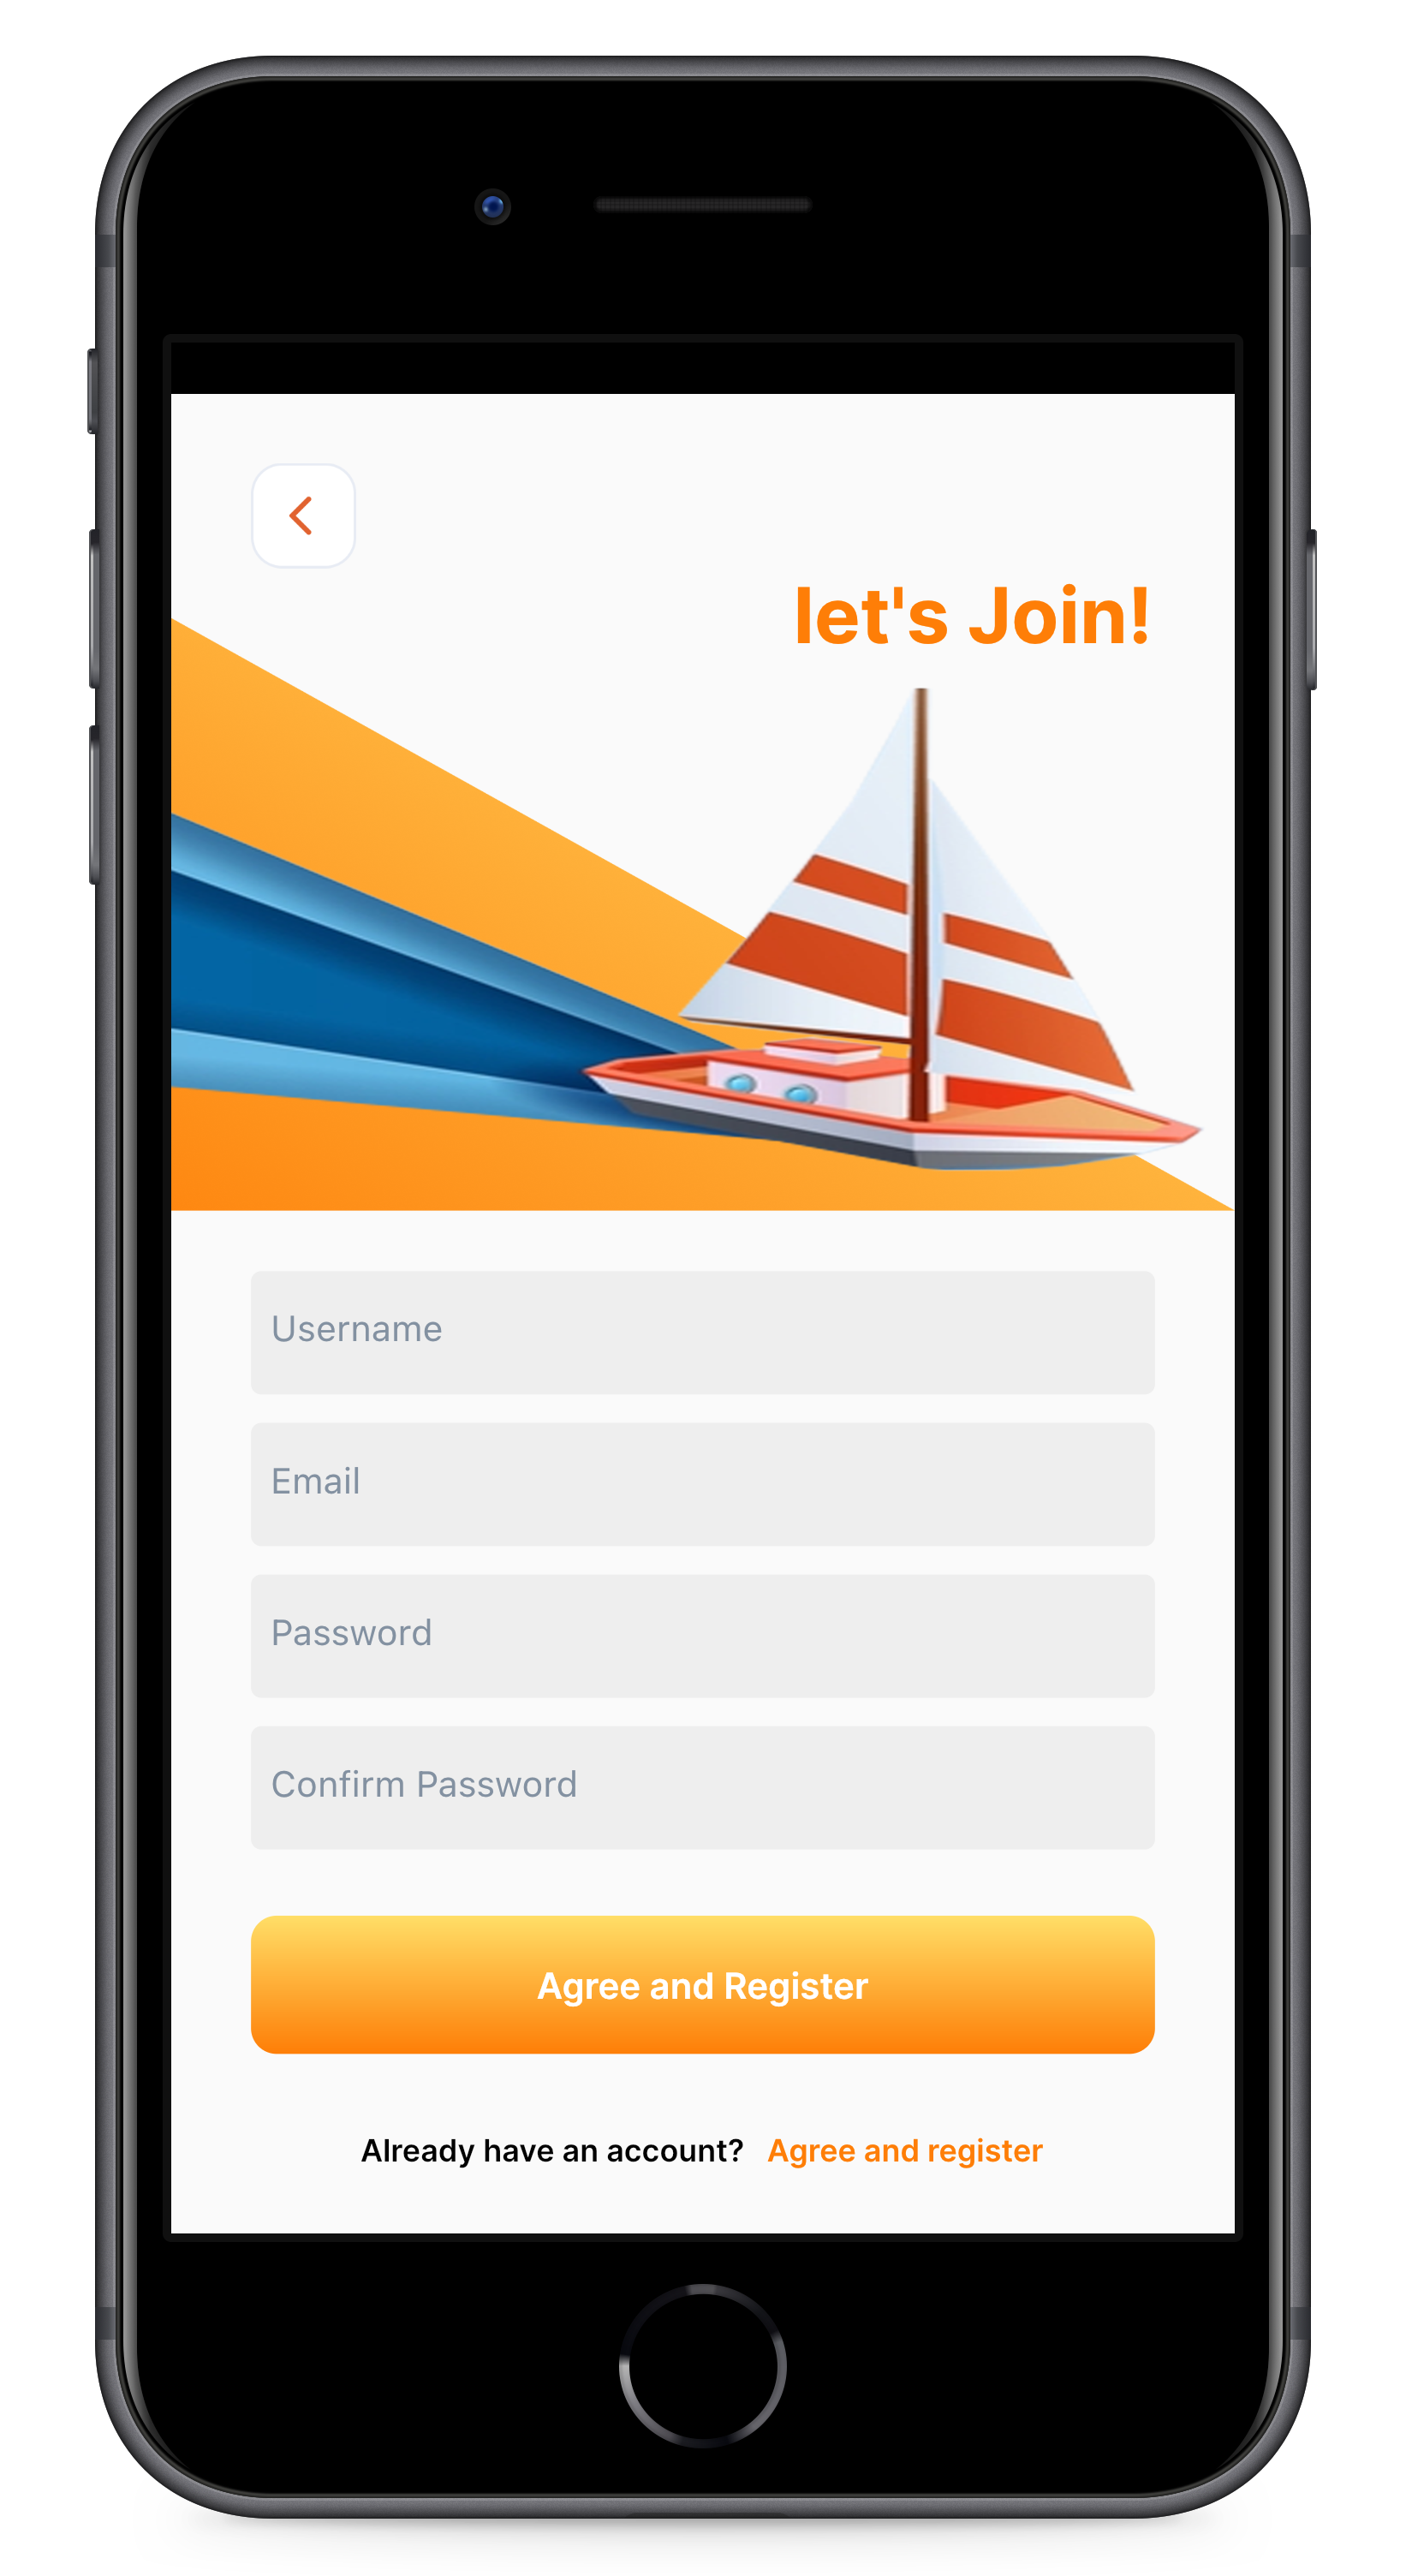 let's Join!
Username
Email
Password
Confirm Password
Agree and Register
Already have an account? Agree and register